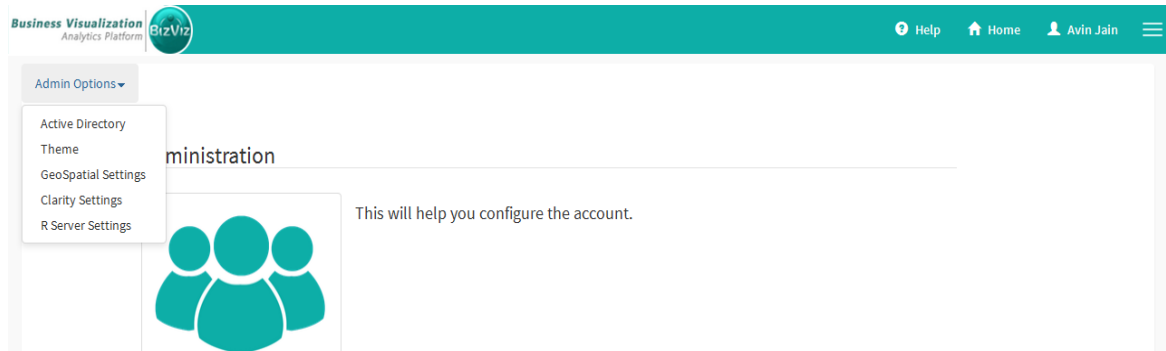 Business Visualization
Analytics Platform
BizViz
Help
Home
Avin Jain
Admin Options
Active Directory
Theme
ministration
GeoSpatial Settings
Clarity Settings
R Server Settings
This will help you configure the account.